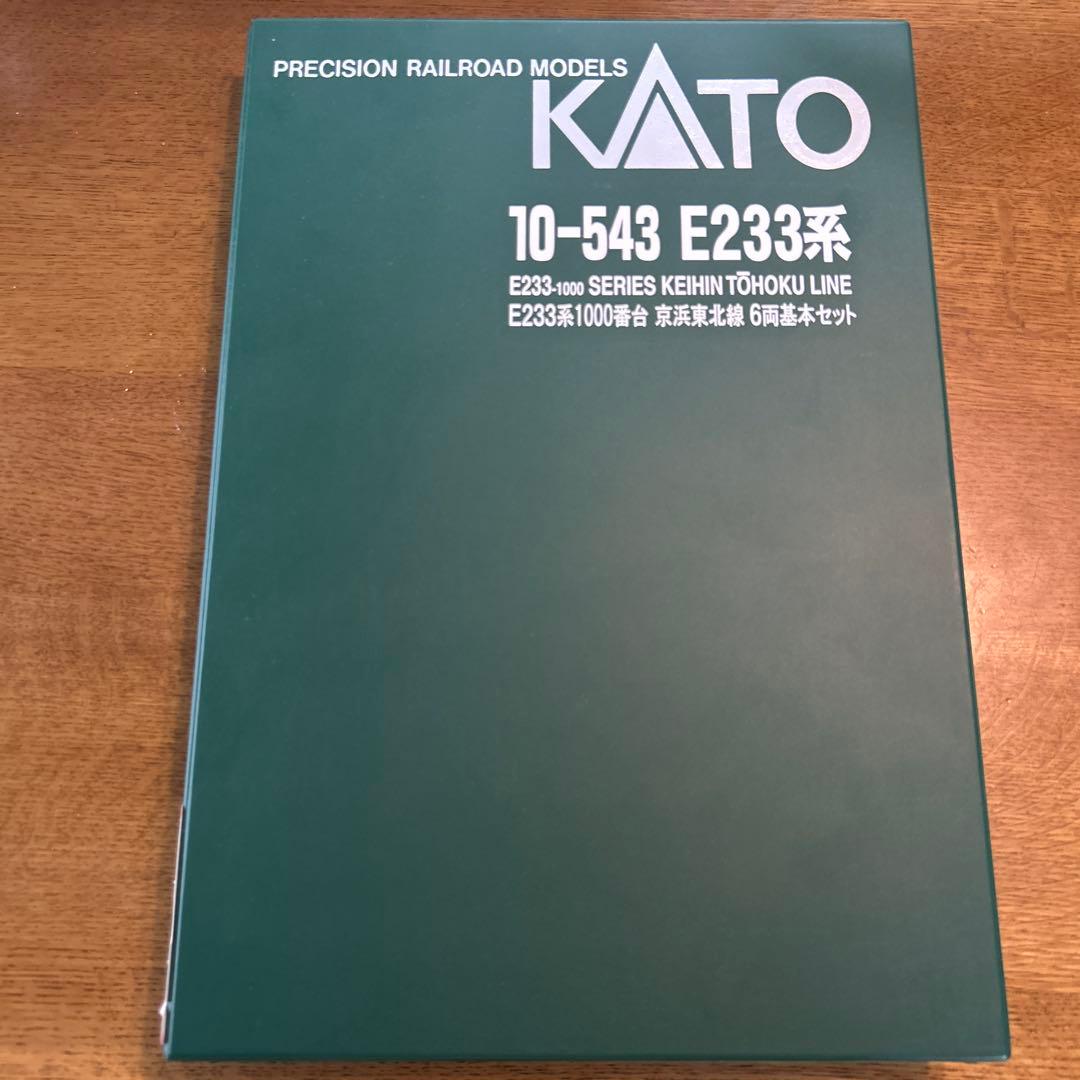 PRECISION RAILROAD MODELS
KATO
10-543 E233系
E233-1000 SERIES KEIHIN TŌHOKU LINE
E233系1000番台 京浜東北線 6両基本セット